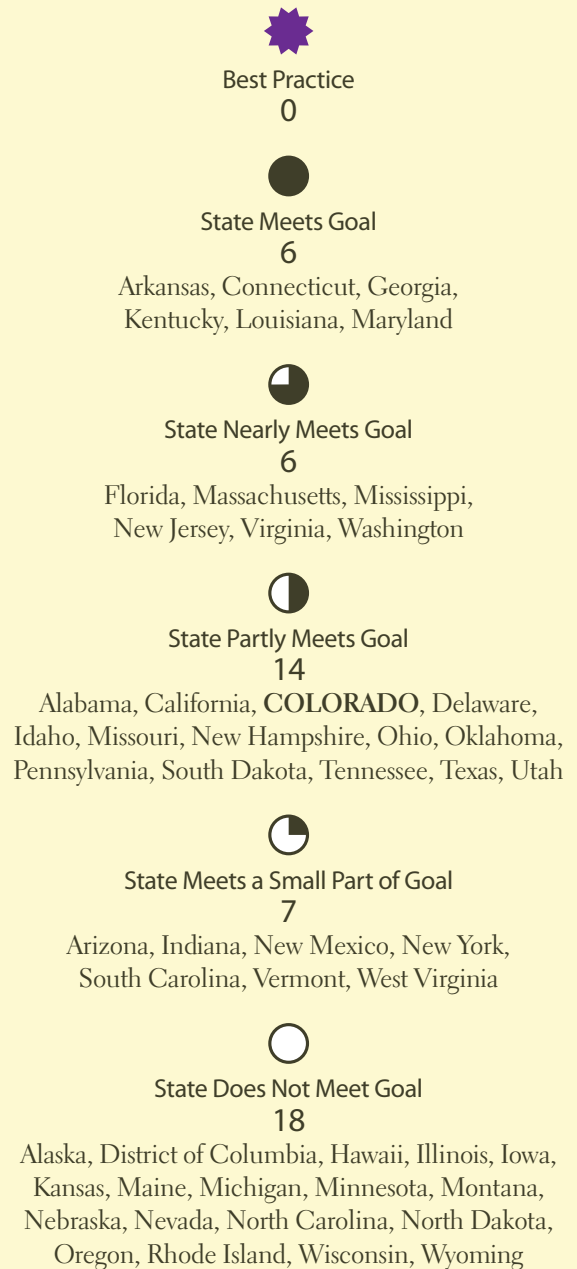 Best Practice
0
State Meets Goal
6
Arkansas, Connecticut, Georgia,
Kentucky, Louisiana, Maryland
State Nearly Meets Goal
6
Florida, Massachusetts, Mississippi,
New Jersey, Virginia, Washington
State Partly Meets Goal
14
Alabama, California, COLORADO, Delaware,
Idaho, Missouri, New Hampshire, Ohio, Oklahoma,
Pennsylvania, South Dakota, Tennessee, Texas, Utah
State Meets a Small Part of Goal
7
Arizona, Indiana, New Mexico, New York,
South Carolina, Vermont, West Virginia
State Does Not Meet Goal
18
Alaska, District of Columbia, Hawaii, Illinois, Iowa,
Kansas, Maine, Michigan, Minnesota, Montana,
Nebraska, Nevada, North Carolina, North Dakota,
Oregon, Rhode Island, Wisconsin, Wyoming